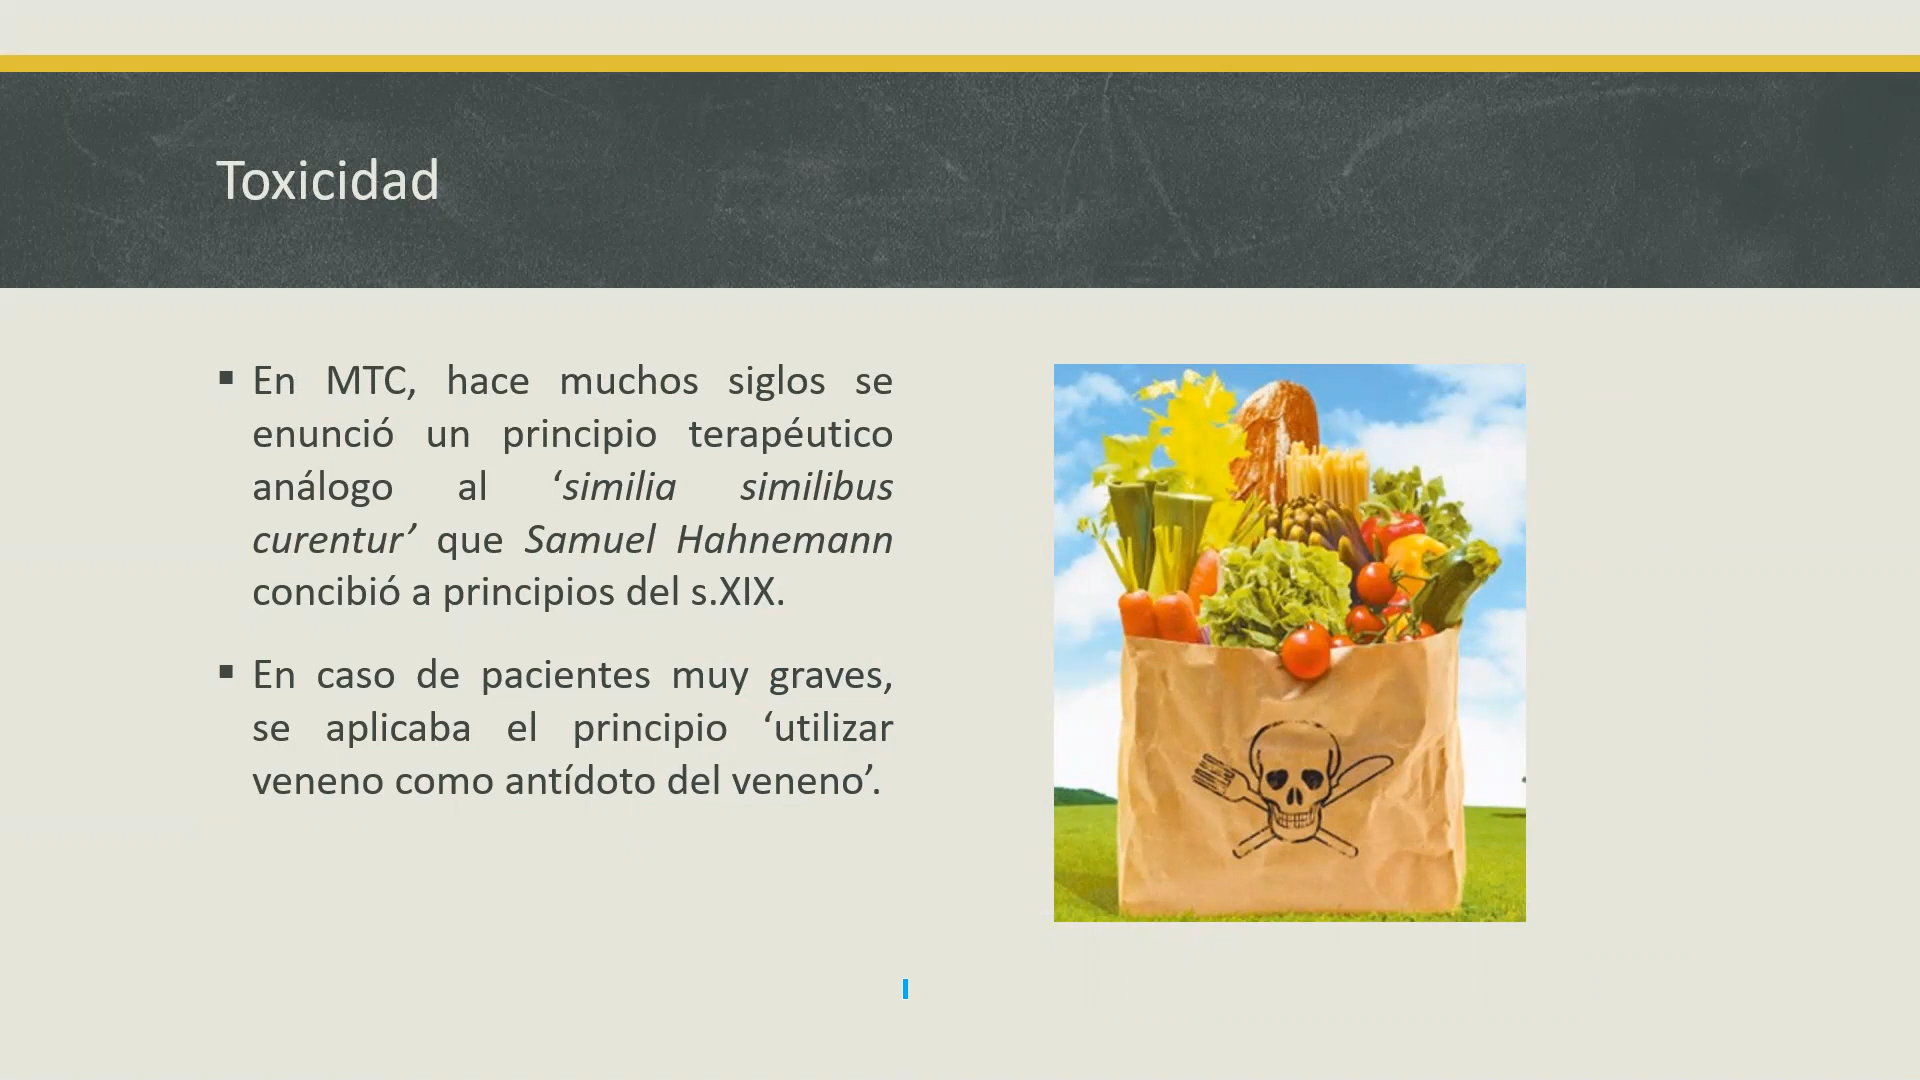 Toxicidad
▪ En MTC, hace muchos siglos se
enunció un principio terapéutico
análogo al ‘similia similibus
curentur’ que Samuel Hahnemann
concibió a principios del s.XIX.
▪ En caso de pacientes muy graves,
se aplicaba el principio ‘utilizar
veneno como antídoto del veneno’.